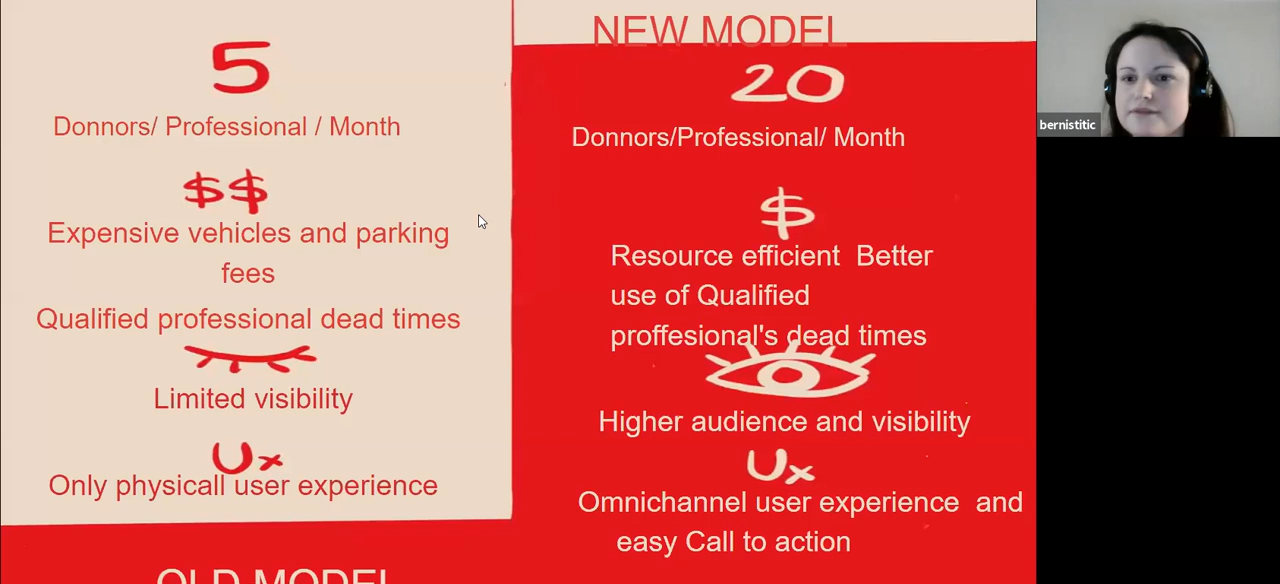 5
Donnors/ Professional / Month
$$
Expensive vehicles and parking
fees
Qualified professional dead times
Limited visibility
Ux
Only physicall user experience
OLD MODEL
NEW MODEL
20
Donnors/Professional/ Month
$
Resource efficient Better
use of Qualified
proffesional's dead times
Higher audience and visibility
Ux
Omnichannel user experience and
easy Call to action
bernistitic